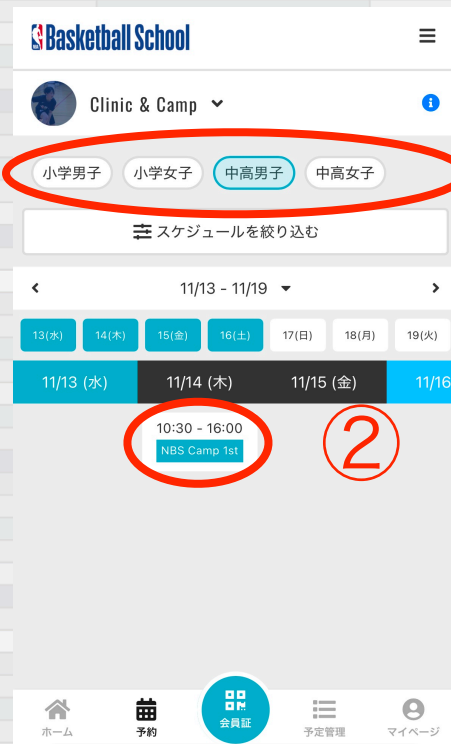 Basketball School
Clinic & Camp
小学男子 小学女子 中高男子 中高女子
スケジュールを絞り込む
11/13 - 11/19
13(水) 14(木) 15(金) 16(土) 17(日) 18(月) 19(火)
11/13 (水) 11/14 (木) 11/15 (金) 11/16
10:30 - 16:00
NBS Camp 1st
②
会員証
ホーム 予約 予定管理 マイページ